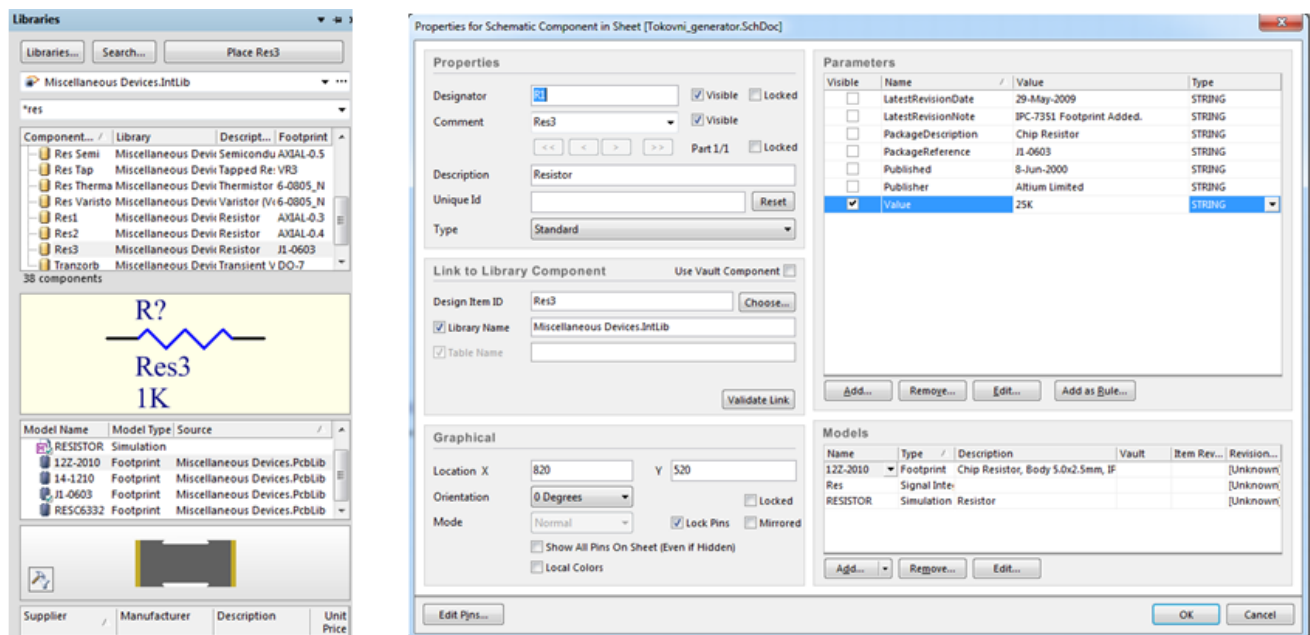 Libraries
Libraries... Search... Place Res3
Miscellaneous Devices.IntLib
*res
Component... Library Descript... Footprint
Res Semi Miscellaneous Devi Semicondu AXIAL-0.5
Res Tap Miscellaneous Devi Tapped Re: VR3
Res Therma Miscellaneous Devi Thermistor 6-0805_N
Res Varisto Miscellaneous Devi Varistor (V 6-0805_N
Res1 Miscellaneous Devi Resistor AXIAL-0.3
Res2 Miscellaneous Devi Resistor AXIAL-0.4
Res3 Miscellaneous Devi Resistor J1-0603
Tranzorb Miscellaneous Devi Transient V DO-7
38 components
R?
Res3
1K
Model Name Model Type Source
RESISTOR Simulation
12Z-2010 Footprint Miscellaneous Devices.PcbLib
14-1210 Footprint Miscellaneous Devices.PcbLib
J1-0603 Footprint Miscellaneous Devices.PcbLib
RESC6332 Footprint Miscellaneous Devices.PcbLib
Supplier Manufacturer Description Unit Price
Properties for Schematic Component in Sheet [Tokovni_generator.SchDoc]
Properties
Designator R1 Visible Locked
Comment Res3 Visible
<< < > >> Part 1/1 Locked
Description Resistor
Unique Id Reset
Type Standard
Link to Library Component Use Vault Component
Design Item ID Res3 Choose...
Library Name Miscellaneous Devices.IntLib
Table Name
Validate Link
Graphical
Location X 820 Y 520
Orientation 0 Degrees Locked
Mode Normal Lock Pins Mirrored
Show All Pins On Sheet (Even if Hidden)
Local Colors
Parameters
Visible Name Value Type
LatestRevisionDate 29-May-2009 STRING
LatestRevisionNote IPC-7351 Footprint Added. STRING
PackageDescription Chip Resistor STRING
PackageReference J1-0603 STRING
Published 8-Jun-2000 STRING
Publisher Altium Limited STRING
Value 25K STRING
Add... Remove... Edit... Add as Rule...
Models
Name Type Description Vault Item Rev... Revision...
12Z-2010 Footprint Chip Resistor, Body 5.0x2.5mm, IF [Unknown]
Res Signal Inte [Unknown]
RESISTOR Simulation Resistor [Unknown]
Add... Remove... Edit...
Edit Pins... OK Cancel